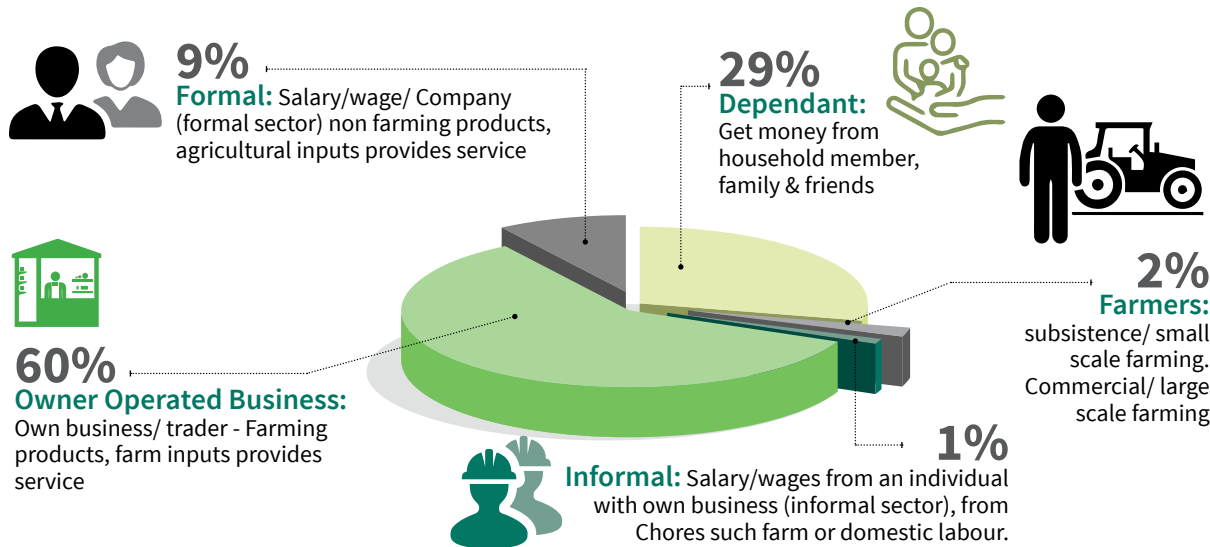 9%
Formal: Salary/wage/ Company
(formal sector) non farming products,
agricultural inputs provides service
29%
Dependant:
Get money from
household member,
family & friends
2%
Farmers:
subsistence/ small
scale farming.
Commercial/ large
scale farming
60%
Owner Operated Business:
Own business/ trader - Farming
products, farm inputs provides
service
1%
Informal: Salary/wages from an individual
with own business (informal sector), from
Chores such farm or domestic labour.